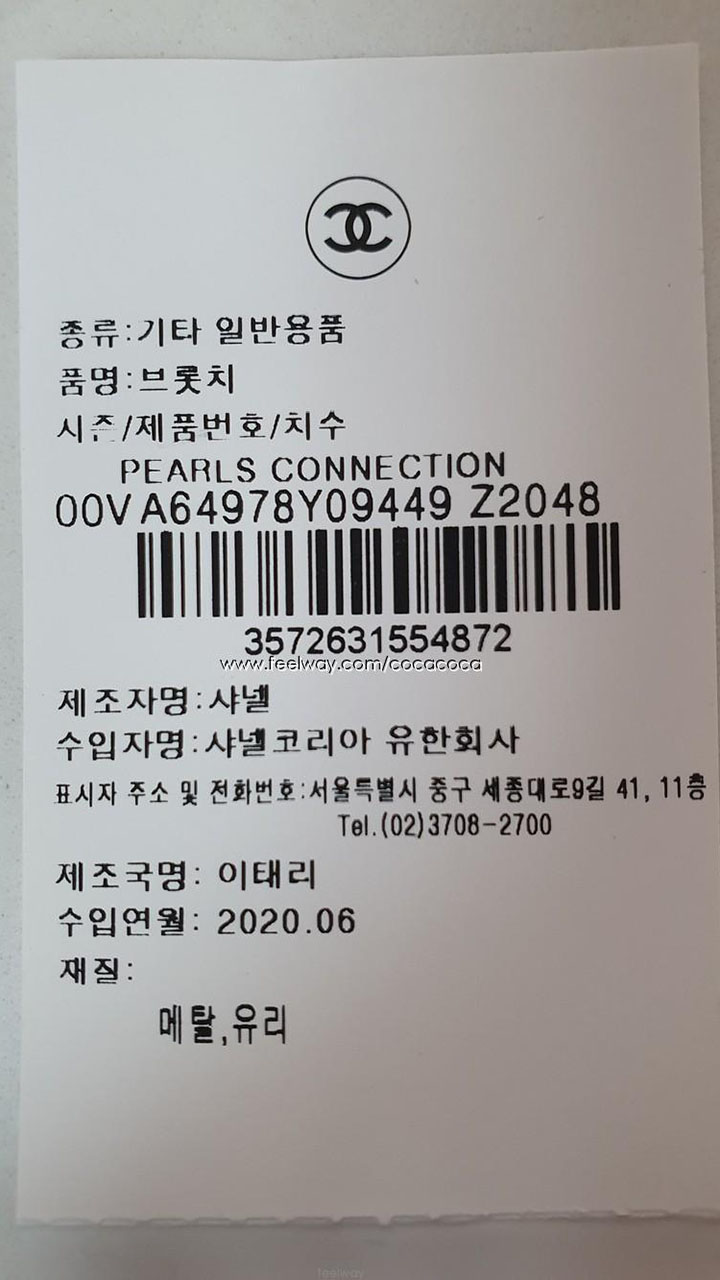 종류:기타 일반용품
품명:브롯치
시즌/제품번호/치수
PEARLS CONNECTION
00V A64978Y09449 Z2048
3572631554872
www.feelway.com/cocacoca
제조자명:샤넬
수입자명:샤넬코리아 유한회사
표시자 주소 및 전화번호:서울특별시 중구 세종대로9길 41, 11층
Tel.(02)3708-2700
제조국명: 이태리
수입연월: 2020.06
재질:
메탈,유리
feelway